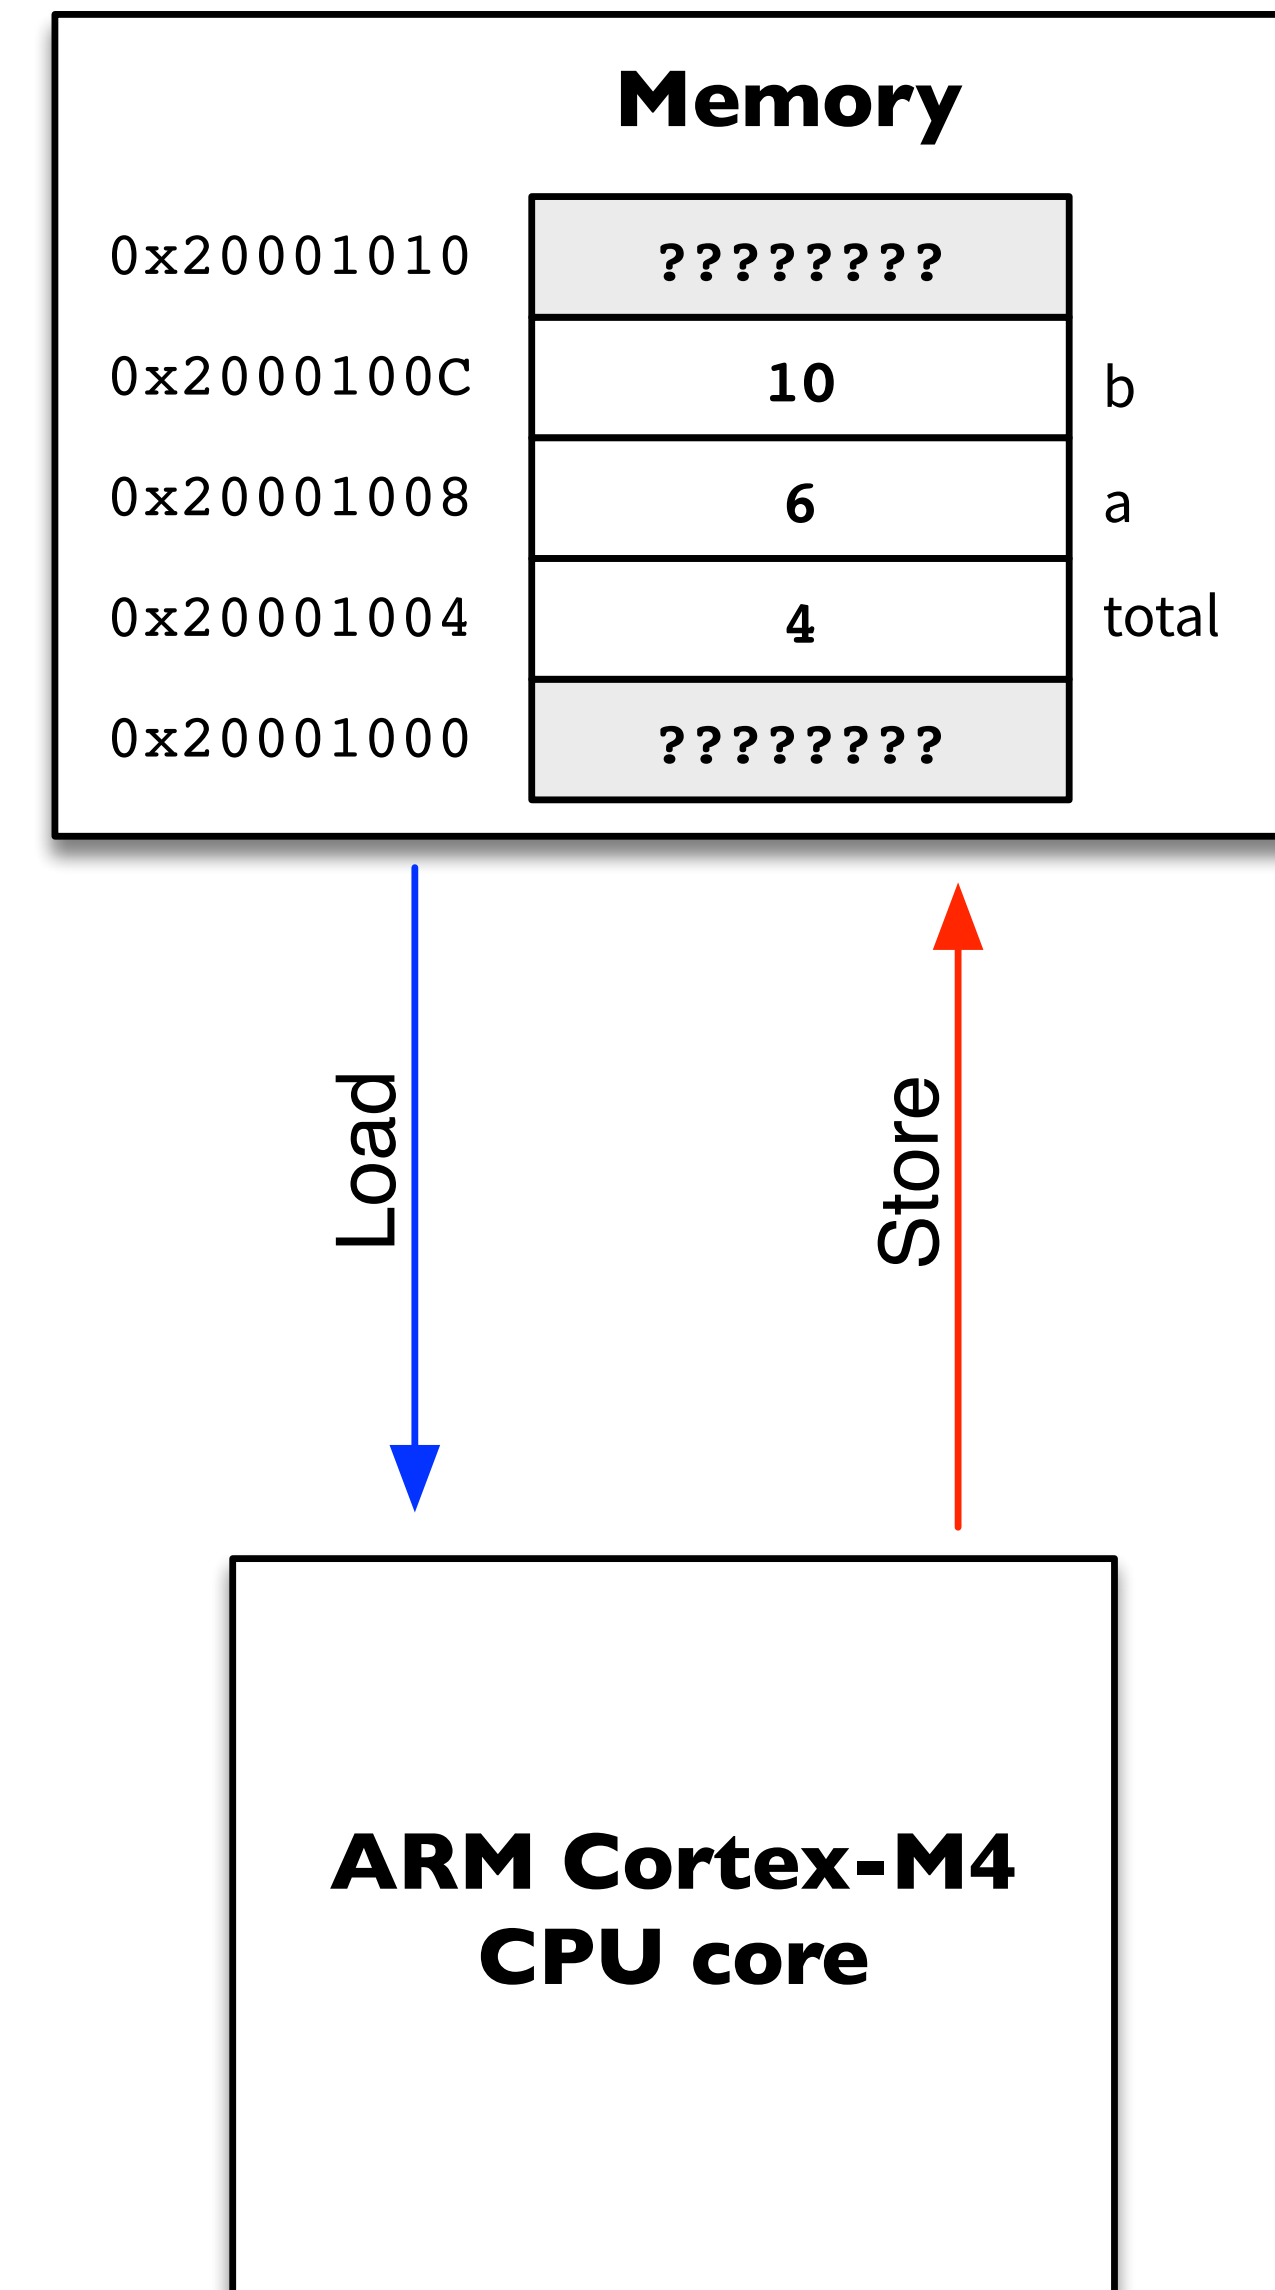 Memory
0x20001010 ????????
0x2000100C 10 b
0x20001008 6 a
0x20001004 4 total
0x20001000 ????????
Load
Store
ARM Cortex-M4
CPU core